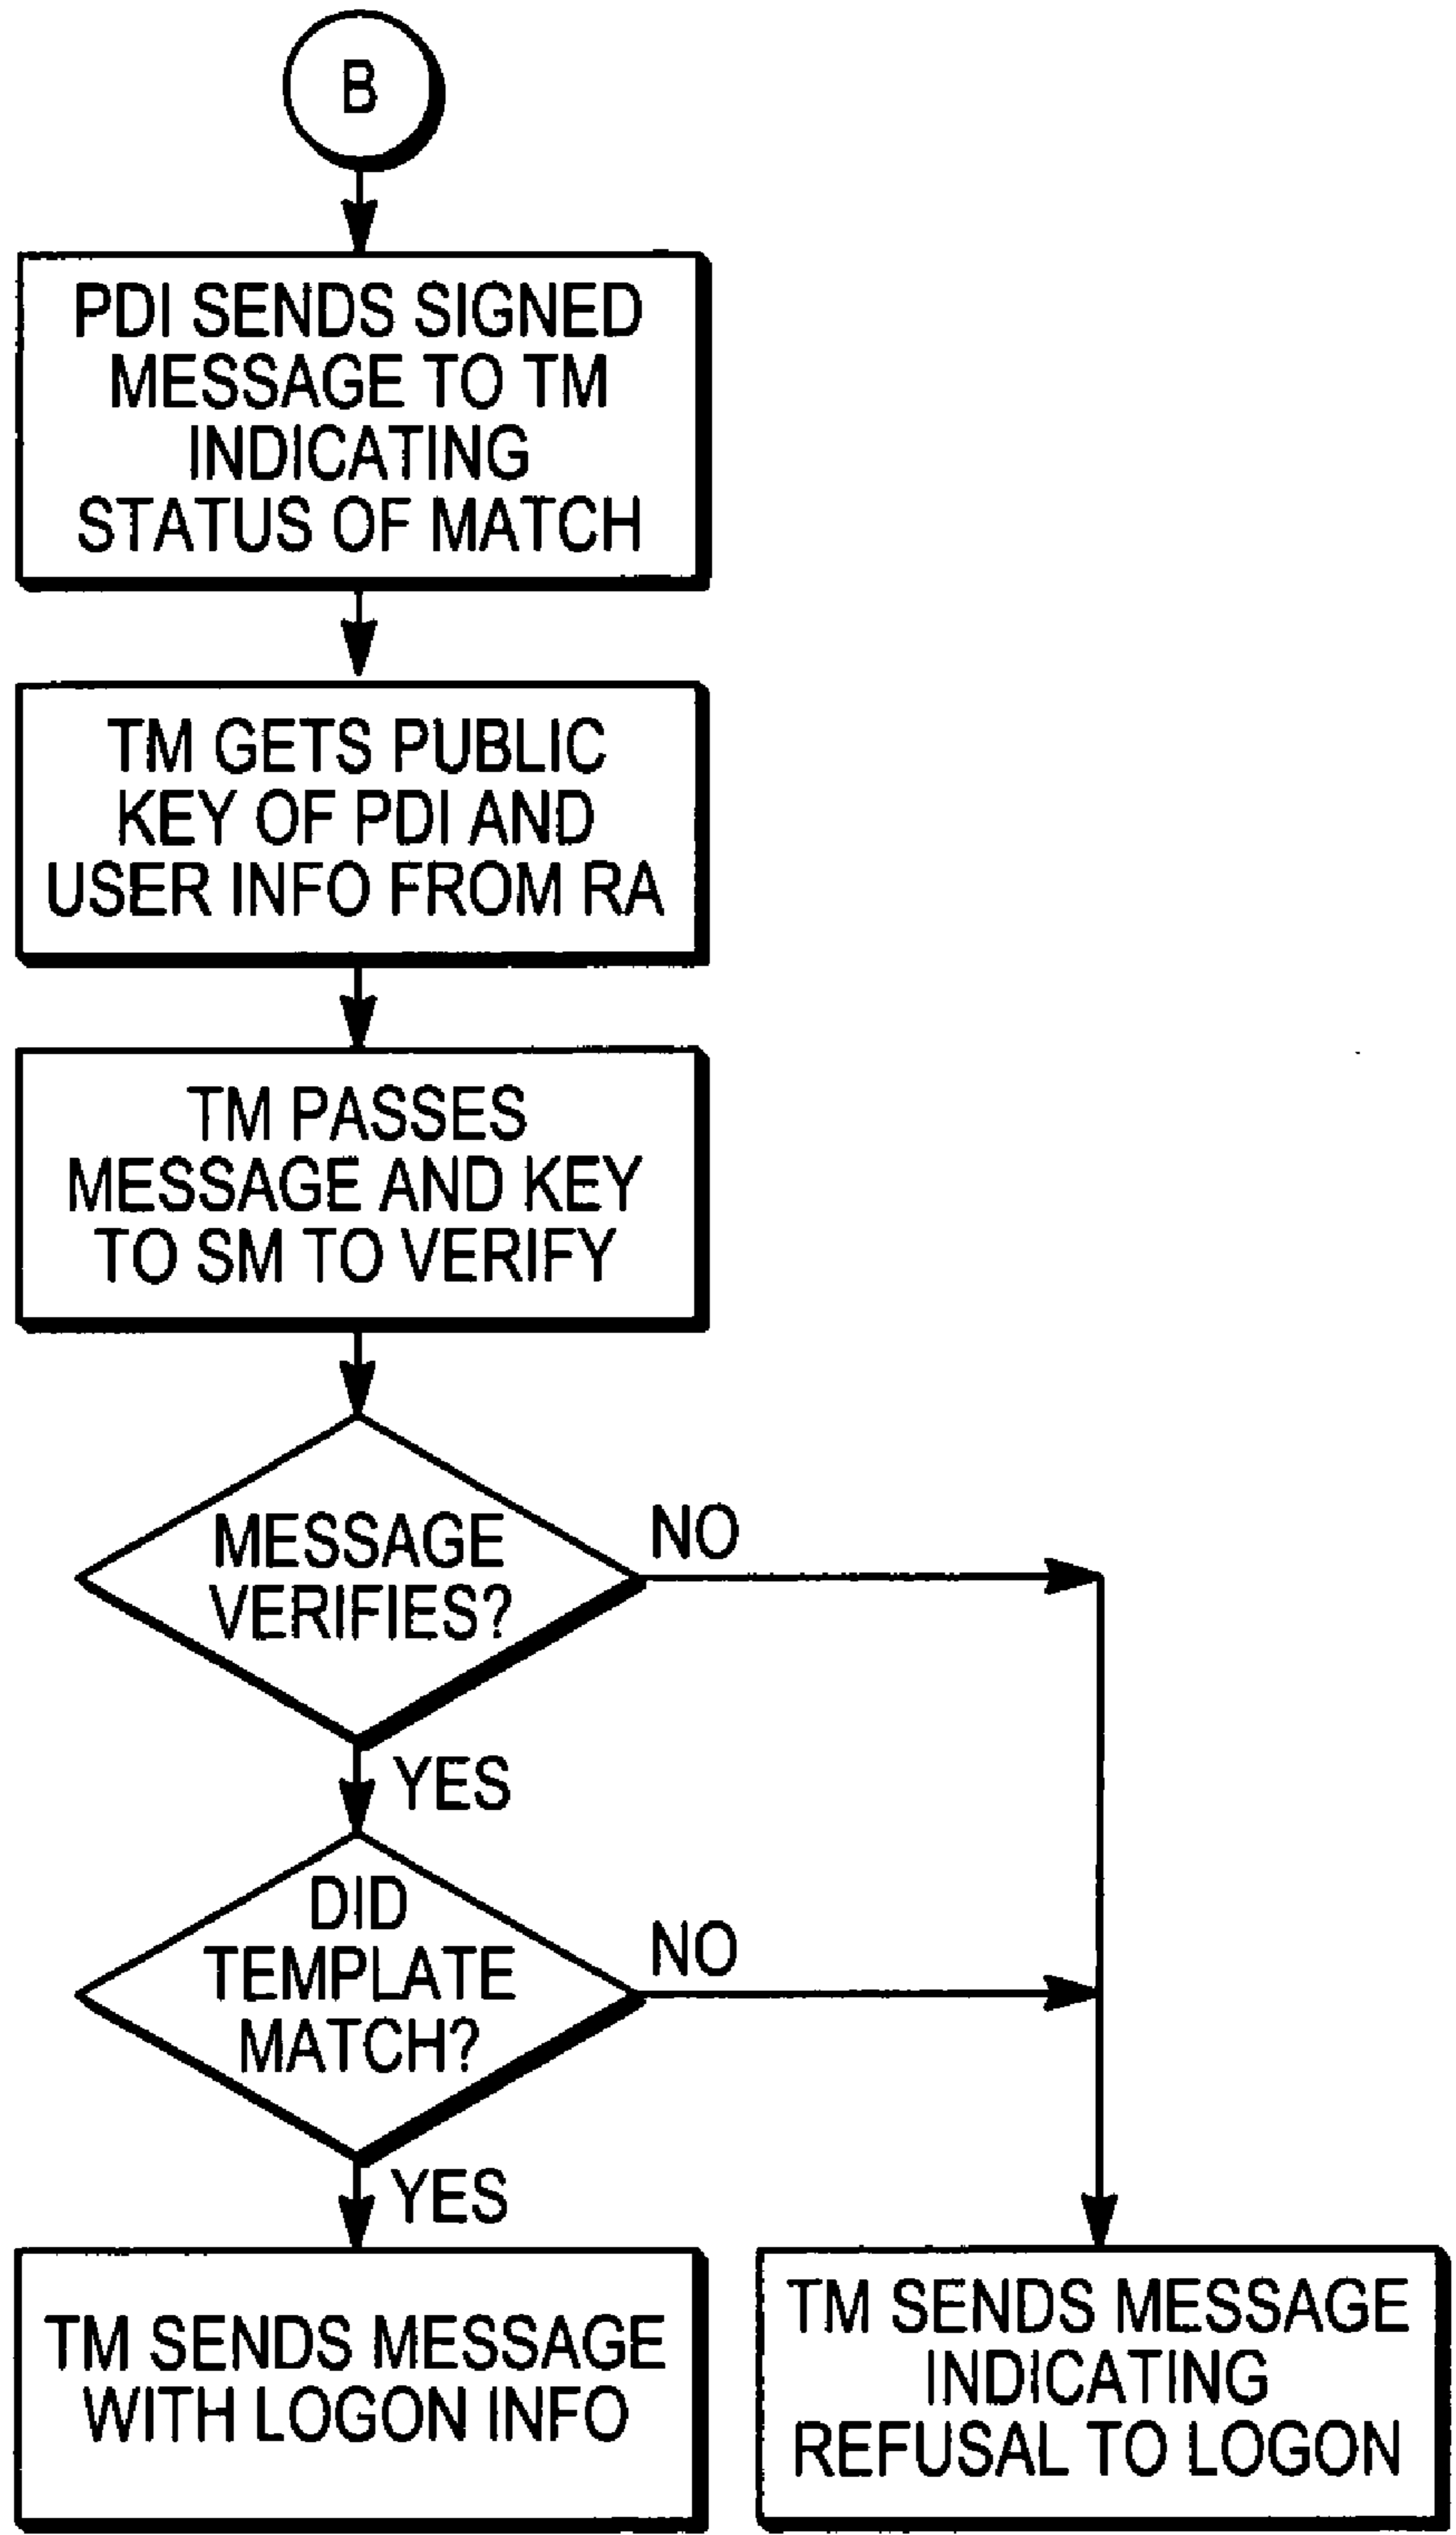 B
PDI SENDS SIGNED
MESSAGE TO TM
INDICATING
STATUS OF MATCH
TM GETS PUBLIC
KEY OF PDI AND
USER INFO FROM RA
TM PASSES
MESSAGE AND KEY
TO SM TO VERIFY
MESSAGE
VERIFIES?
NO
YES
DID
TEMPLATE
MATCH?
NO
YES
TM SENDS MESSAGE
WITH LOGON INFO
TM SENDS MESSAGE
INDICATING
REFUSAL TO LOGON